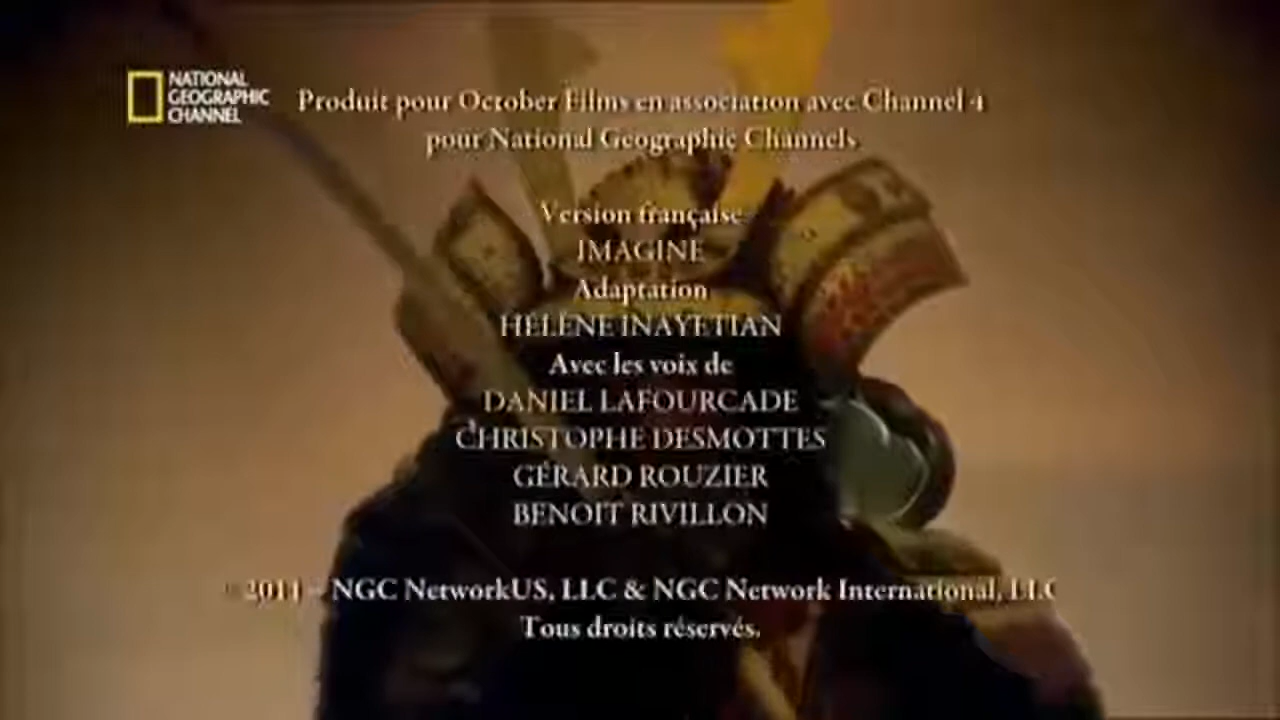 NATIONAL
GEOGRAPHIC
CHANNEL
Produit pour October Films en association avec Channel 4
pour National Geographic Channels
Version française
IMAGINE
Adaptation
HÉLÈNE INAYETIAN
Avec les voix de
DANIEL LAFOURCADE
CHRISTOPHE DESMOTTES
GÉRARD ROUZIER
BENOIT RIVILLON
2011 – NGC NetworkUS, LLC & NGC Network International, LLC
Tous droits réservés.